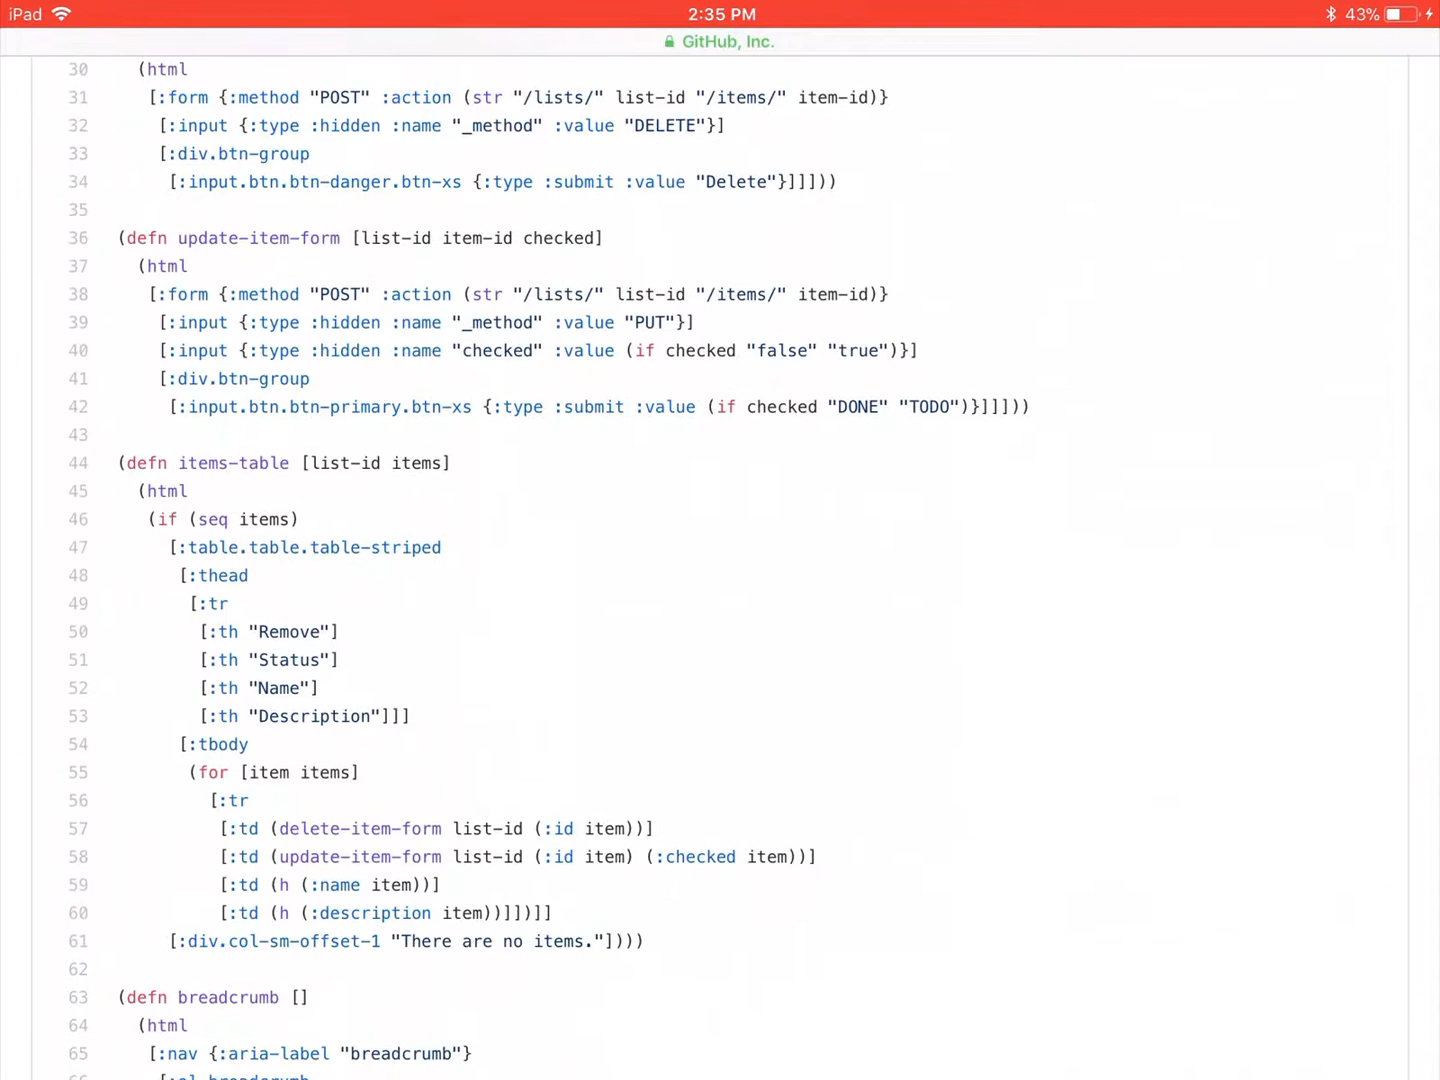 iPad 2:35 PM 43%
GitHub, Inc.
30 (html
31 [:form {:method "POST" :action (str "/lists/" list-id "/items/" item-id)}
32 [:input {:type :hidden :name "_method" :value "DELETE"}]
33 [:div.btn-group
34 [:input.btn.btn-danger.btn-xs {:type :submit :value "Delete"}]]]))
35
36 (defn update-item-form [list-id item-id checked]
37 (html
38 [:form {:method "POST" :action (str "/lists/" list-id "/items/" item-id)}
39 [:input {:type :hidden :name "_method" :value "PUT"}]
40 [:input {:type :hidden :name "checked" :value (if checked "false" "true")}]
41 [:div.btn-group
42 [:input.btn.btn-primary.btn-xs {:type :submit :value (if checked "DONE" "TODO")}]]]))
43
44 (defn items-table [list-id items]
45 (html
46 (if (seq items)
47 [:table.table.table-striped
48 [:thead
49 [:tr
50 [:th "Remove"]
51 [:th "Status"]
52 [:th "Name"]
53 [:th "Description"]]]
54 [:tbody
55 (for [item items]
56 [:tr
57 [:td (delete-item-form list-id (:id item))]
58 [:td (update-item-form list-id (:id item) (:checked item))]
59 [:td (h (:name item))]
60 [:td (h (:description item))]])]]
61 [:div.col-sm-offset-1 "There are no items."])))
62
63 (defn breadcrumb []
64 (html
65 [:nav {:aria-label "breadcrumb"}